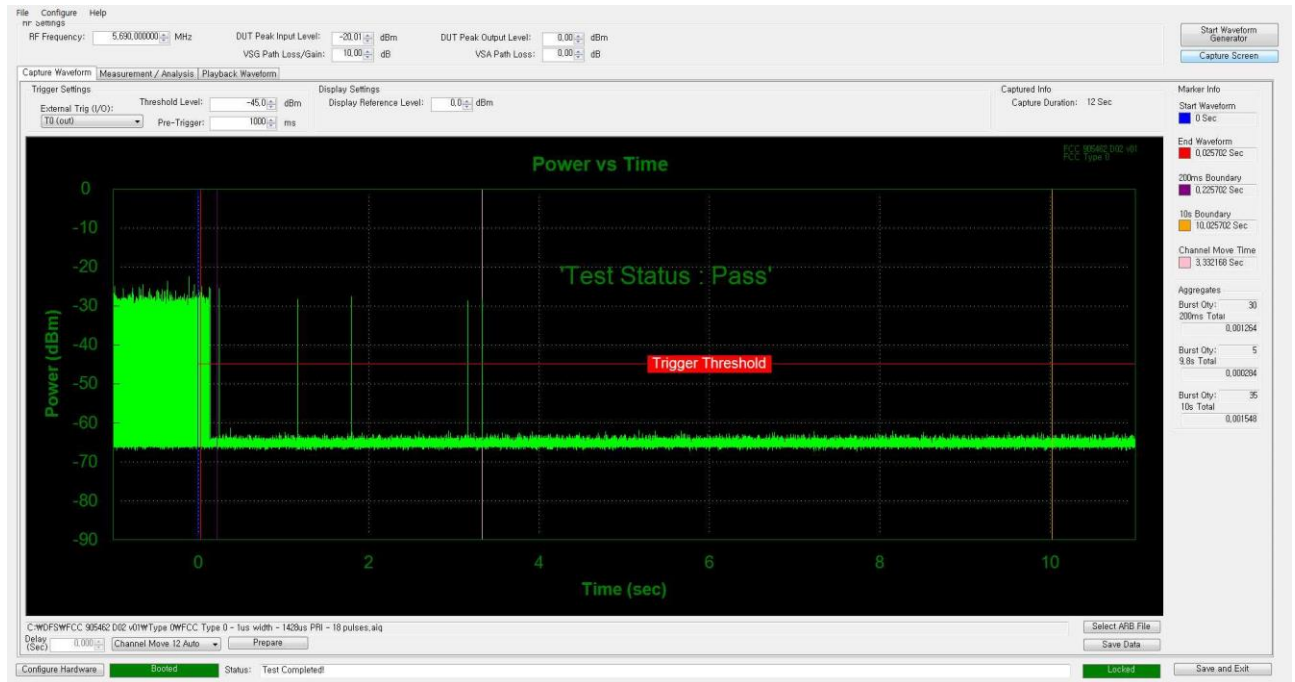 File Configure Help
RF Settings
RF Frequency: 5,690,000000 MHz
DUT Peak Input Level: -20,01 dBm
DUT Peak Output Level: 0,00 dBm
VSG Path Loss/Gain: 10,00 dB
VSA Path Loss: 0,00 dB
Start Waveform Generator
Capture Screen
Capture Waveform Measurement / Analysis Playback Waveform
Trigger Settings
External Trig (I/O):
T0 (out)
Threshold Level: -45,0 dBm
Pre-Trigger: 1000 ms
Display Settings
Display Reference Level: 0,0 dBm
Captured Info
Capture Duration: 12 Sec
Marker Info
Start Waveform
0 Sec
End Waveform
0,025702 Sec
200ms Boundary
0,225702 Sec
10s Boundary
10,025702 Sec
Channel Move Time
3,332168 Sec
Aggregates
Burst Qty: 30
200ms Total
0,001264
Burst Qty: 5
9,8s Total
0,000284
Burst Qty: 35
10s Total
0,001548
FCC 905462 D02 v01
FCC Type 0
Power vs Time
'Test Status : Pass'
Trigger Threshold
Power (dBm)
0
-10
-20
-30
-40
-50
-60
-70
-80
-90
0 2 4 6 8 10
Time (sec)
C:₩DFS₩FCC 905462 D02 v01₩Type 0₩FCC Type 0 - 1us width - 1428us PRI - 18 pulses,aiq
Select ARB File
Delay (Sec) 0,000 Channel Move 12 Auto Prepare
Save Data
Configure Hardware Booted Status: Test Completed! Locked Save and Exit